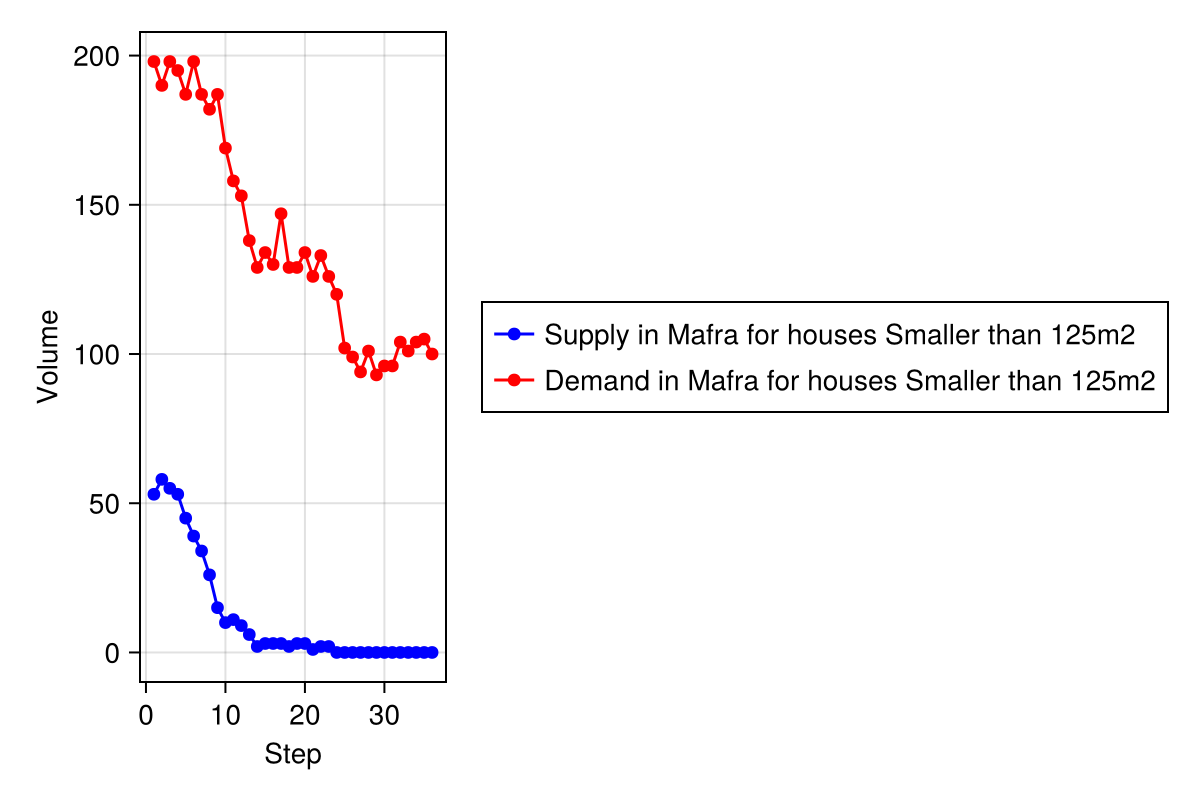 200
150
100
50
0
Volume
0 10 20 30
Step
Supply in Mafra for houses Smaller than 125m2
Demand in Mafra for houses Smaller than 125m2